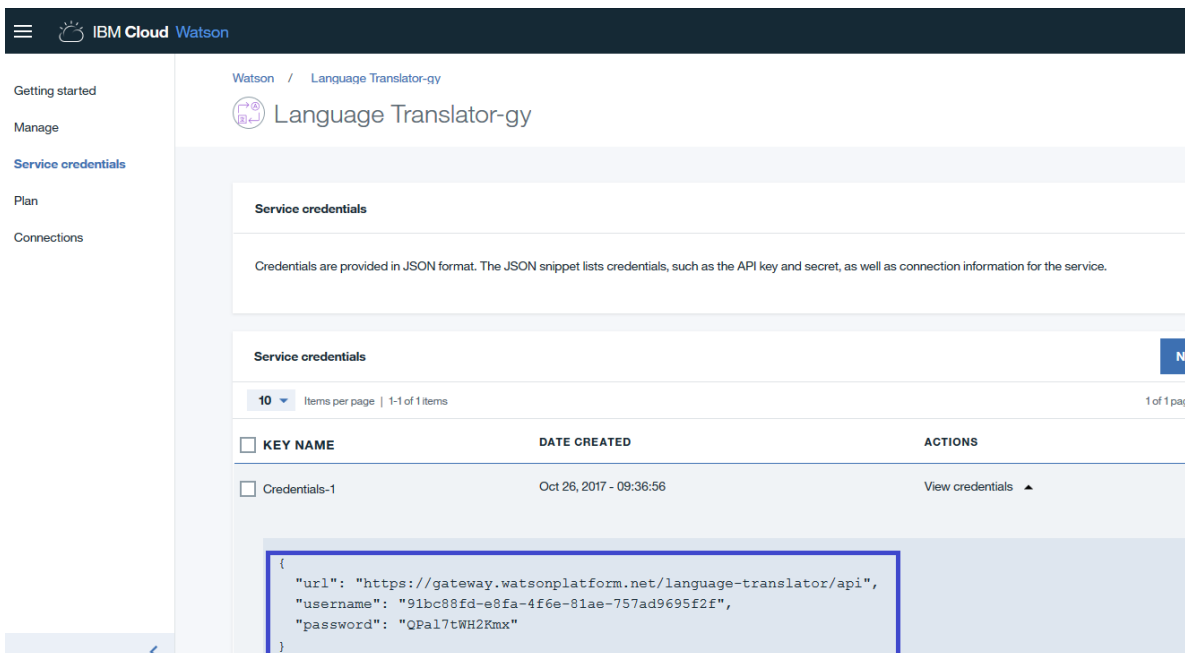 IBM Cloud Watson
Getting started
Manage
Service credentials
Plan
Connections
Watson / Language Translator-gy
Language Translator-gy
Service credentials
Credentials are provided in JSON format. The JSON snippet lists credentials, such as the API key and secret, as well as connection information for the service.
Service credentials
N
10 Items per page | 1-1 of 1 items
1 of 1 pag
KEY NAME DATE CREATED ACTIONS
Credentials-1 Oct 26, 2017 - 09:36:56 View credentials
{
"url": "https://gateway.watsonplatform.net/language-translator/api",
"username": "91bc88fd-e8fa-4f6e-81ae-757ad9695f2f",
"password": "QPal7tWH2Kmx"
}